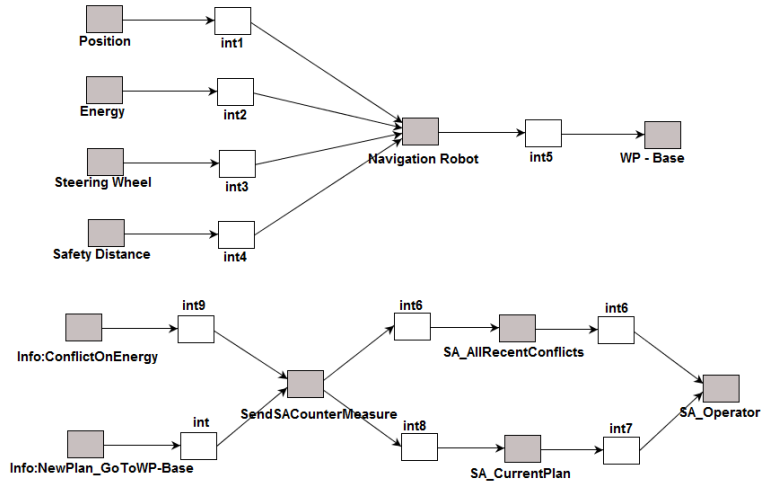 Position
int1
Energy
int2
Navigation Robot
int5
WP - Base
Steering Wheel
int3
Safety Distance
int4
int9
int6
int6
Info:ConflictOnEnergy
SA_AllRecentConflicts
SendSACounterMeasure
SA_Operator
int
int8
int7
Info:NewPlan_GoToWP-Base
SA_CurrentPlan